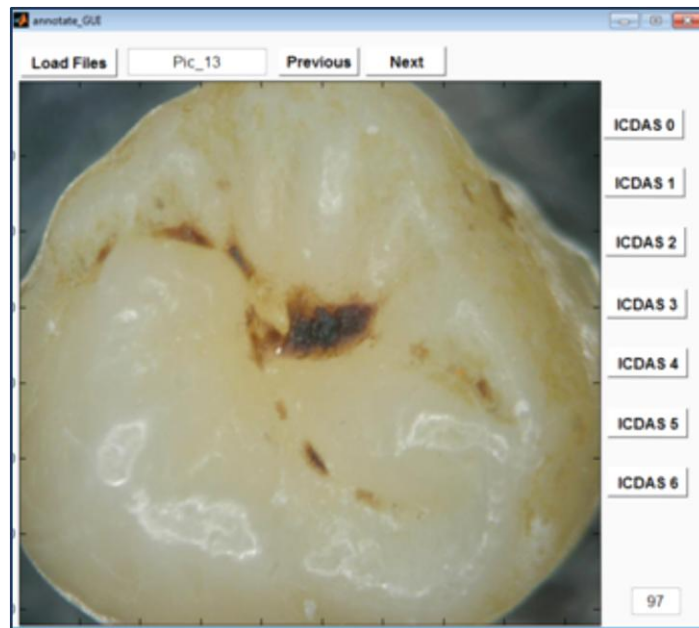 annotate_GUE
Load Files Pic_13 Previous Next
ICDAS 0
ICDAS 1
ICDAS 2
ICDAS 3
ICDAS 4
ICDAS 5
ICDAS 6
97